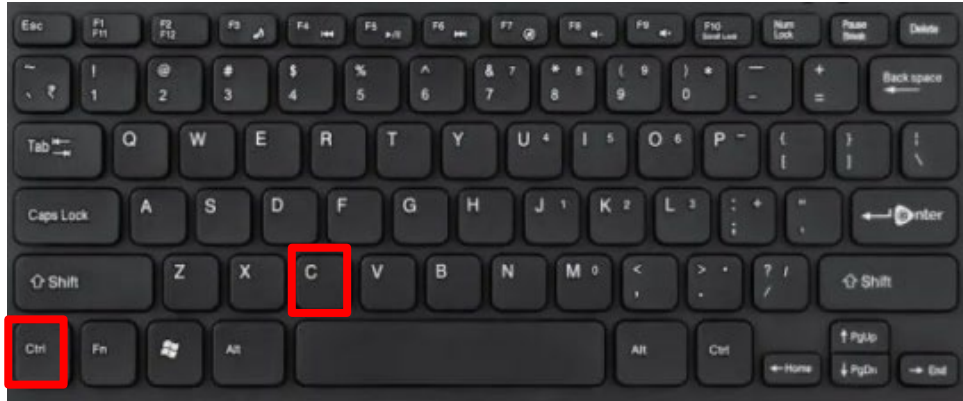 Esc F1 F11 F2 F12 F3 F4 F5 F6 F7 F8 F9 F10 Scroll Lock Num Lock Pause Break Delete
~ ` ₹ ! 1 @ 2 # 3 $ 4 % 5 ^ 6 & 7 7 * 8 8 ( 9 9 ) * 0 — - + = Back space
Tab Q W E R T Y U 4 I 5 O 6 P - { [ } ] | \
Caps Lock A S D F G H J 1 K 2 L 3 : + ; " ' Enter
Shift Z X C V B N M 0 < , > . . ? / / Shift
Ctrl Fn Alt Alt Ctrl Home PgUp PgDn End